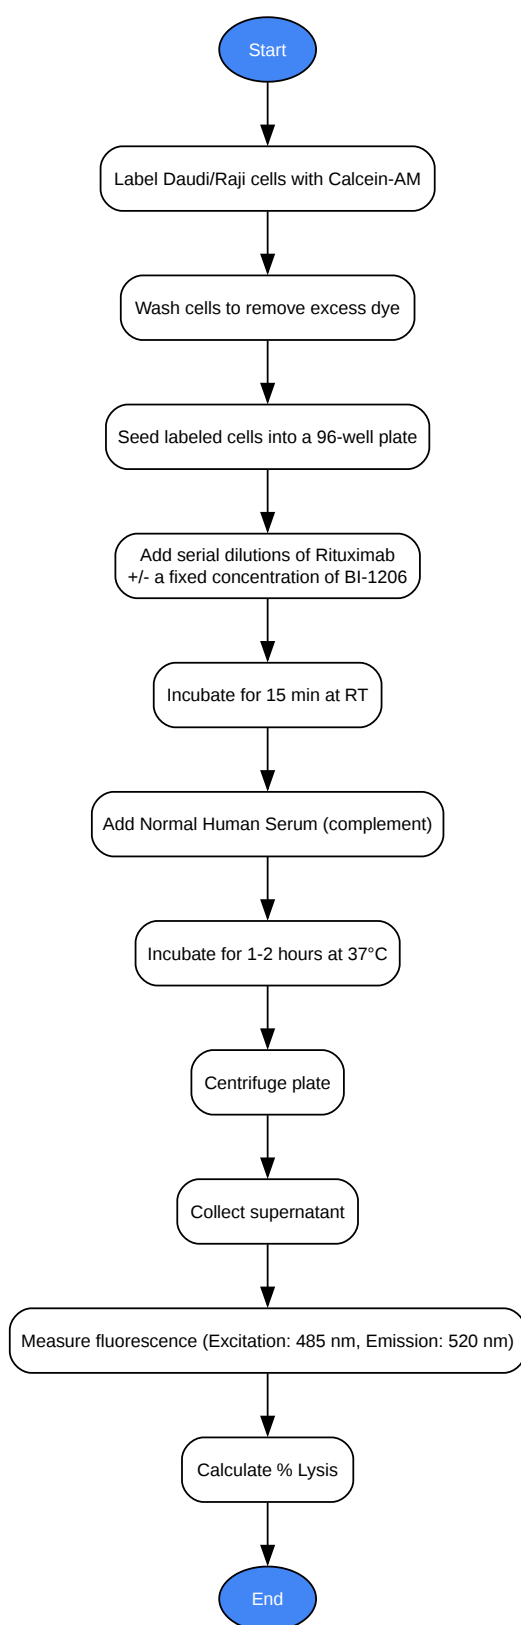 Start
Label Daudi/Raji cells with Calcein-AM
Wash cells to remove excess dye
Seed labeled cells into a 96-well plate
Add serial dilutions of Rituximab
+/- a fixed concentration of BI-1206
Incubate for 15 min at RT
Add Normal Human Serum (complement)
Incubate for 1-2 hours at 37°C
Centrifuge plate
Collect supernatant
Measure fluorescence (Excitation: 485 nm, Emission: 520 nm)
Calculate % Lysis
End